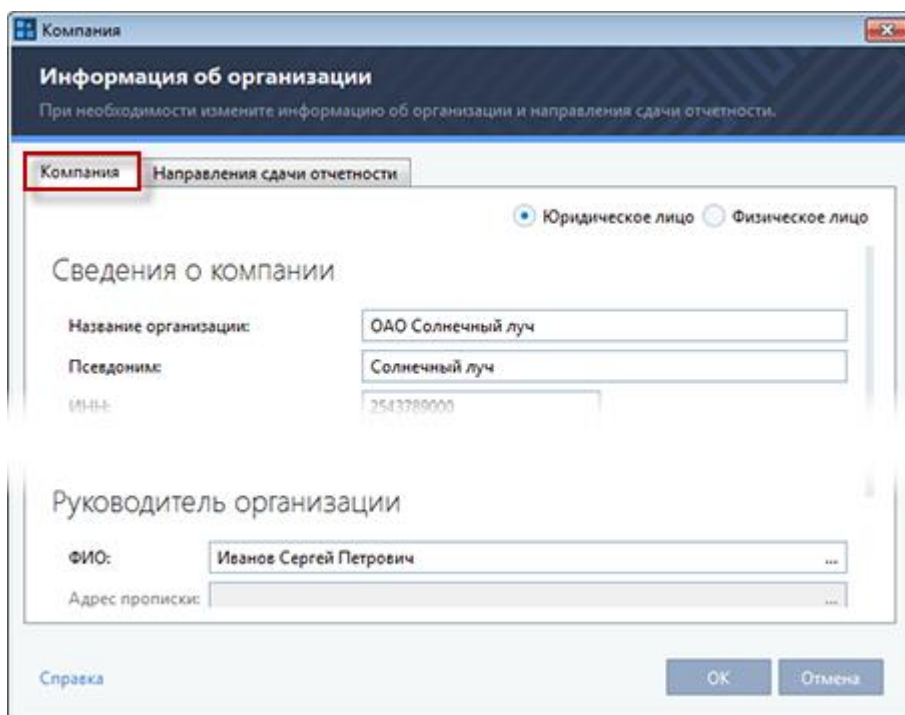 Компания
Информация об организации
При необходимости измените информацию об организации и направления сдачи отчетности.
Компания Направления сдачи отчетности
Юридическое лицо Физическое лицо
Сведения о компании
Название организации: ОАО Солнечный луч
Псевдоним: Солнечный луч
ИНН: 2543789000
Руководитель организации
ФИО: Иванов Сергей Петрович ...
Адрес прописки: ...
Справка OK Отмена